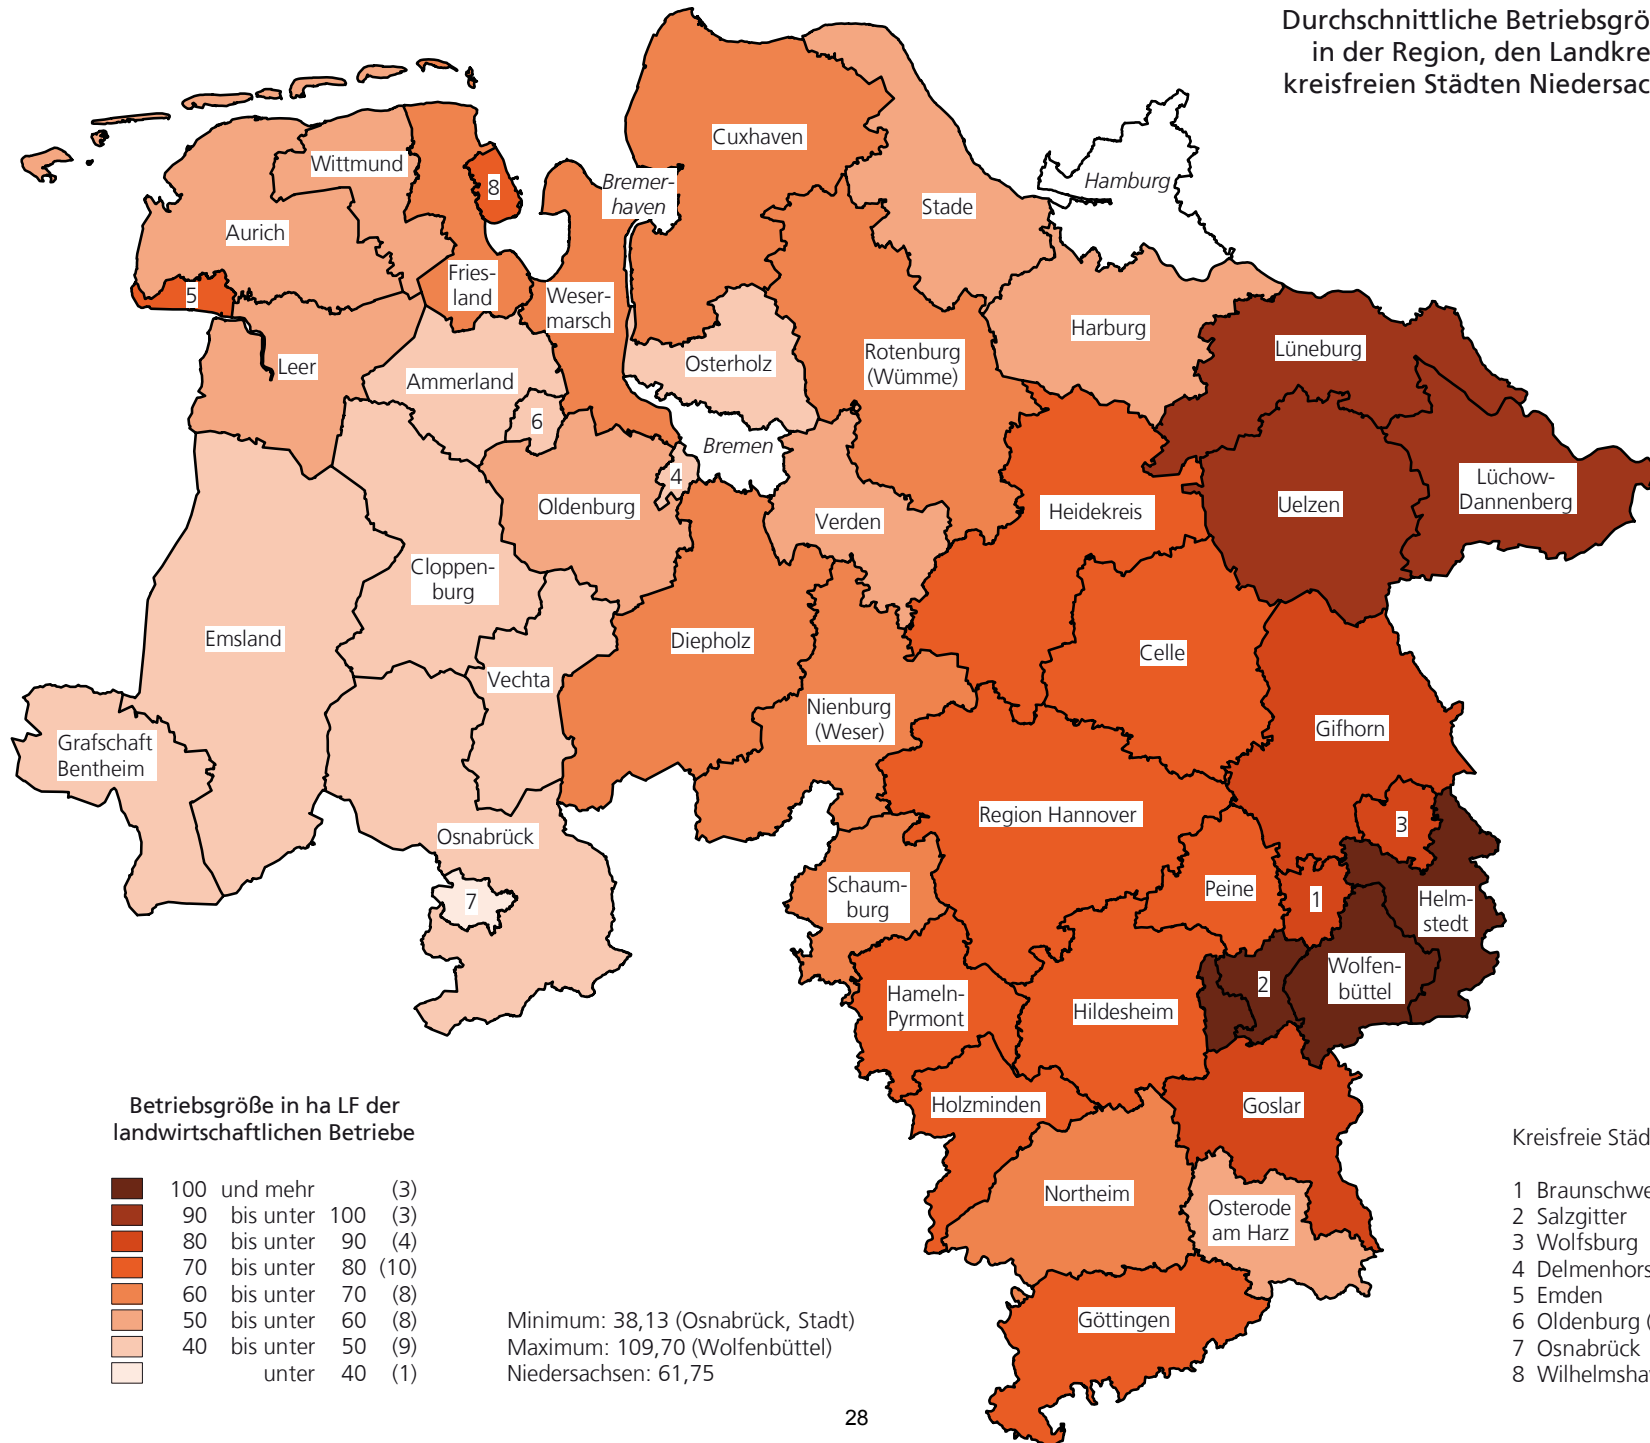 Durchschnittliche Betriebsgrö
in der Region, den Landkre
kreisfreien Städten Niedersac
Cuxhaven
Wittmund
8
Bremer-
haven
Hamburg
Stade
Aurich
Fries-
land
5
Weser-
marsch
Harburg
Lüneburg
Rotenburg
(Wümme)
Osterholz
Leer
Ammerland
6
Bremen
4
Lüchow-
Dannenberg
Oldenburg
Verden
Heidekreis
Uelzen
Cloppen-
burg
Emsland
Diepholz
Celle
Vechta
Nienburg
(Weser)
Gifhorn
Grafschaft
Bentheim
Region Hannover
3
Osnabrück
7
Schaum-
burg
Peine
1
Helm-
stedt
Wolfen-
büttel
2
Hameln-
Pyrmont
Hildesheim
Holzminden
Goslar
Northeim
Osterode
am Harz
Göttingen
Betriebsgröße in ha LF der
landwirtschaftlichen Betriebe
100 und mehr (3)
90 bis unter 100 (3)
80 bis unter 90 (4)
70 bis unter 80 (10)
60 bis unter 70 (8)
50 bis unter 60 (8)
40 bis unter 50 (9)
unter 40 (1)
Minimum: 38,13 (Osnabrück, Stadt)
Maximum: 109,70 (Wolfenbüttel)
Niedersachsen: 61,75
Kreisfreie Städ
1 Braunschwe
2 Salzgitter
3 Wolfsburg
4 Delmenhors
5 Emden
6 Oldenburg (
7 Osnabrück
8 Wilhelmsha
28